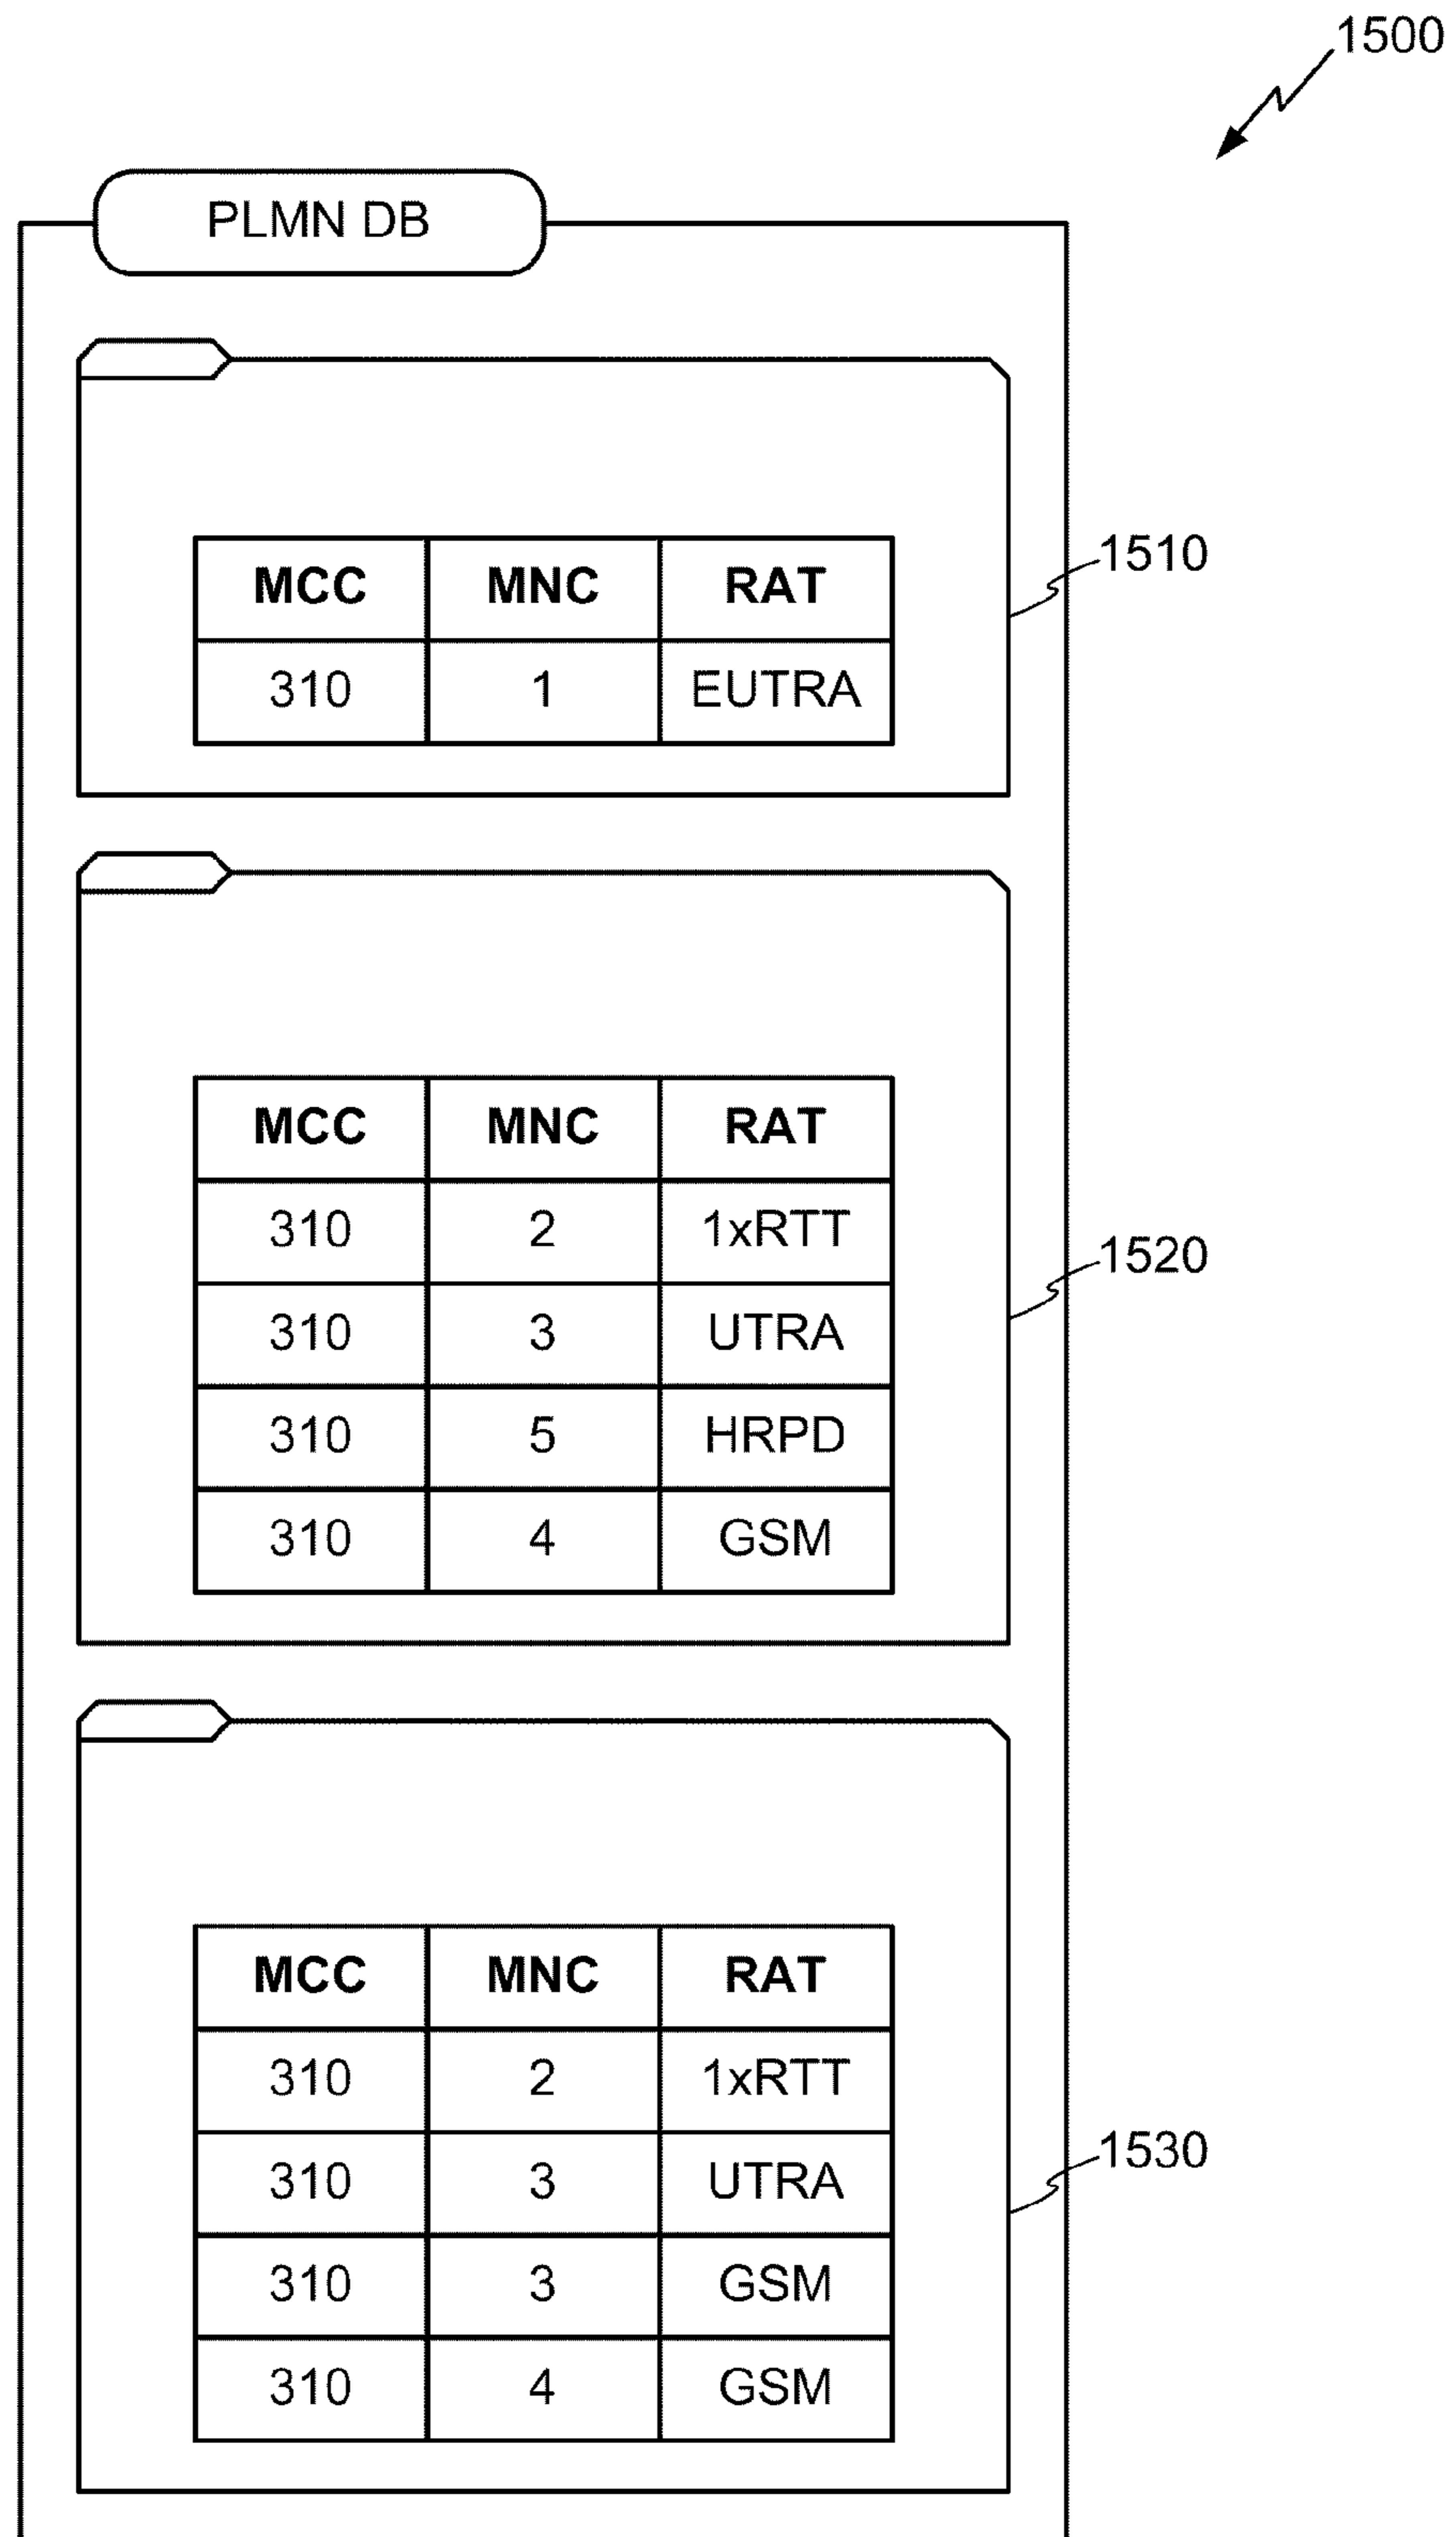 1500
PLMN DB
MCC MNC RAT
310 1 EUTRA
1510
MCC MNC RAT
310 2 1xRTT
310 3 UTRA
310 5 HRPD
310 4 GSM
1520
MCC MNC RAT
310 2 1xRTT
310 3 UTRA
310 3 GSM
310 4 GSM
1530